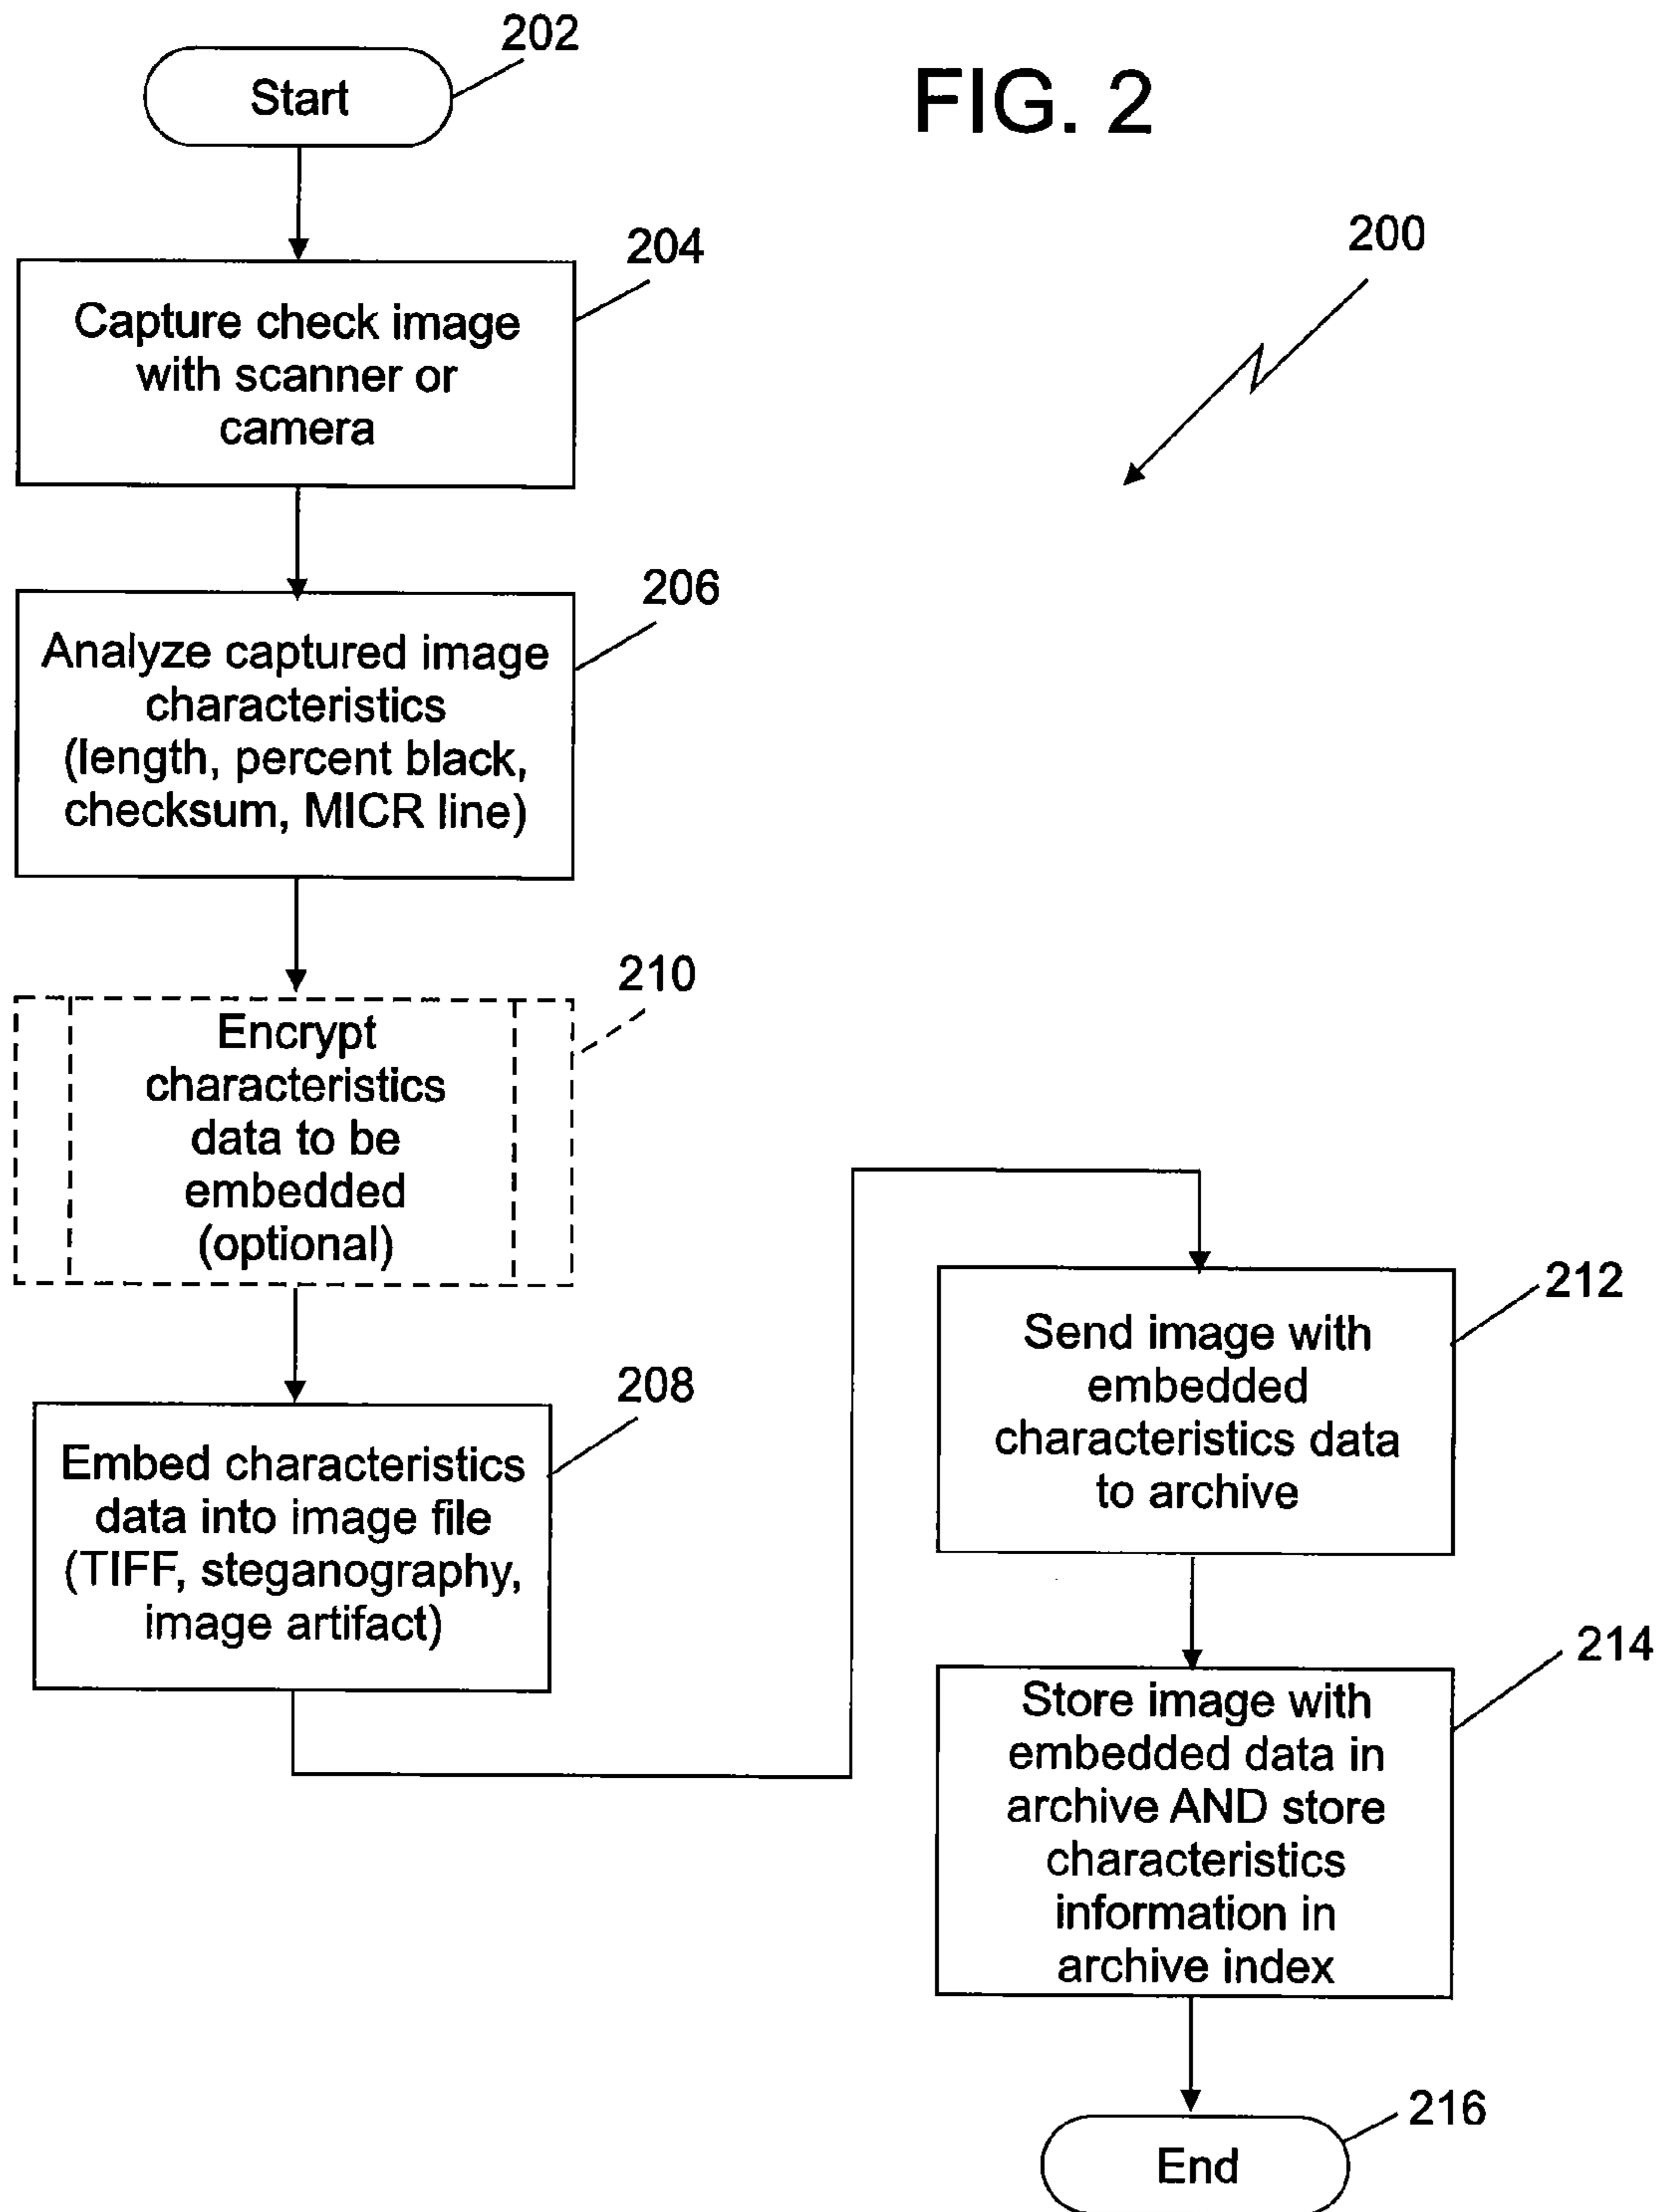 FIG. 2
200
202
Start
204
Capture check image
with scanner or
camera
206
Analyze captured image
characteristics
(length, percent black,
checksum, MICR line)
210
Encrypt
characteristics
data to be
embedded
(optional)
208
Embed characteristics
data into image file
(TIFF, steganography,
image artifact)
212
Send image with
embedded
characteristics data
to archive
214
Store image with
embedded data in
archive AND store
characteristics
information in
archive index
216
End